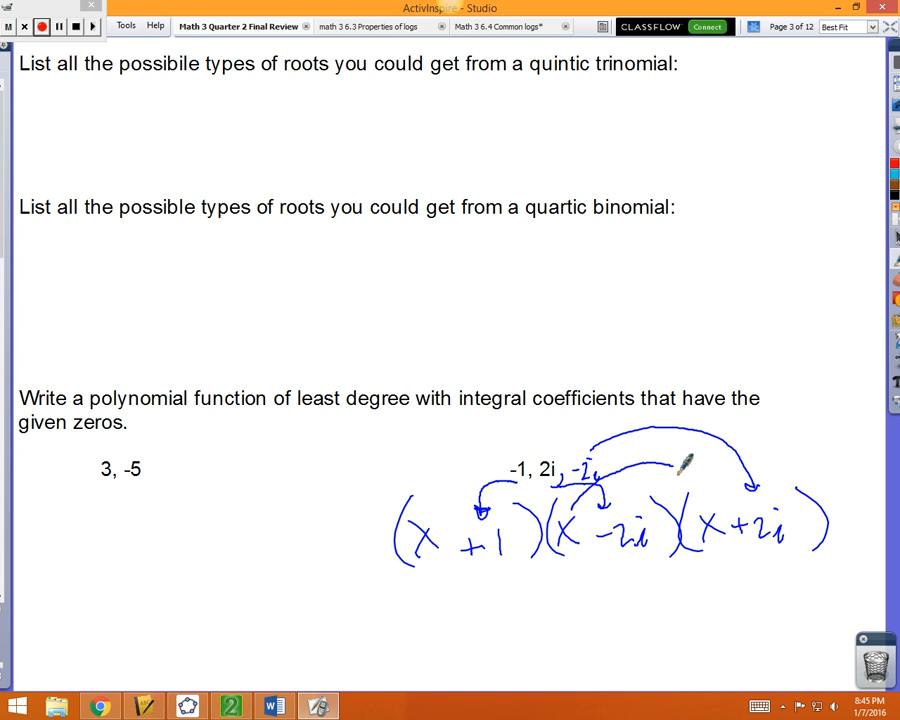 ActivInspire - Studio
M
Tools Help Math 3 Quarter 2 Final Review math 3 6.3 Properties of logs Math 3 6.4 Common logs* CLASSFLOW Connect Page 3 of 12 Best Fit
List all the possibile types of roots you could get from a quintic trinomial:
List all the possible types of roots you could get from a quartic binomial:
Write a polynomial function of least degree with integral coefficients that have the
given zeros.
3, -5
-1, 2i, -2i
(x +1)(x -2i)(x +2i)
8:45 PM
1/7/2016